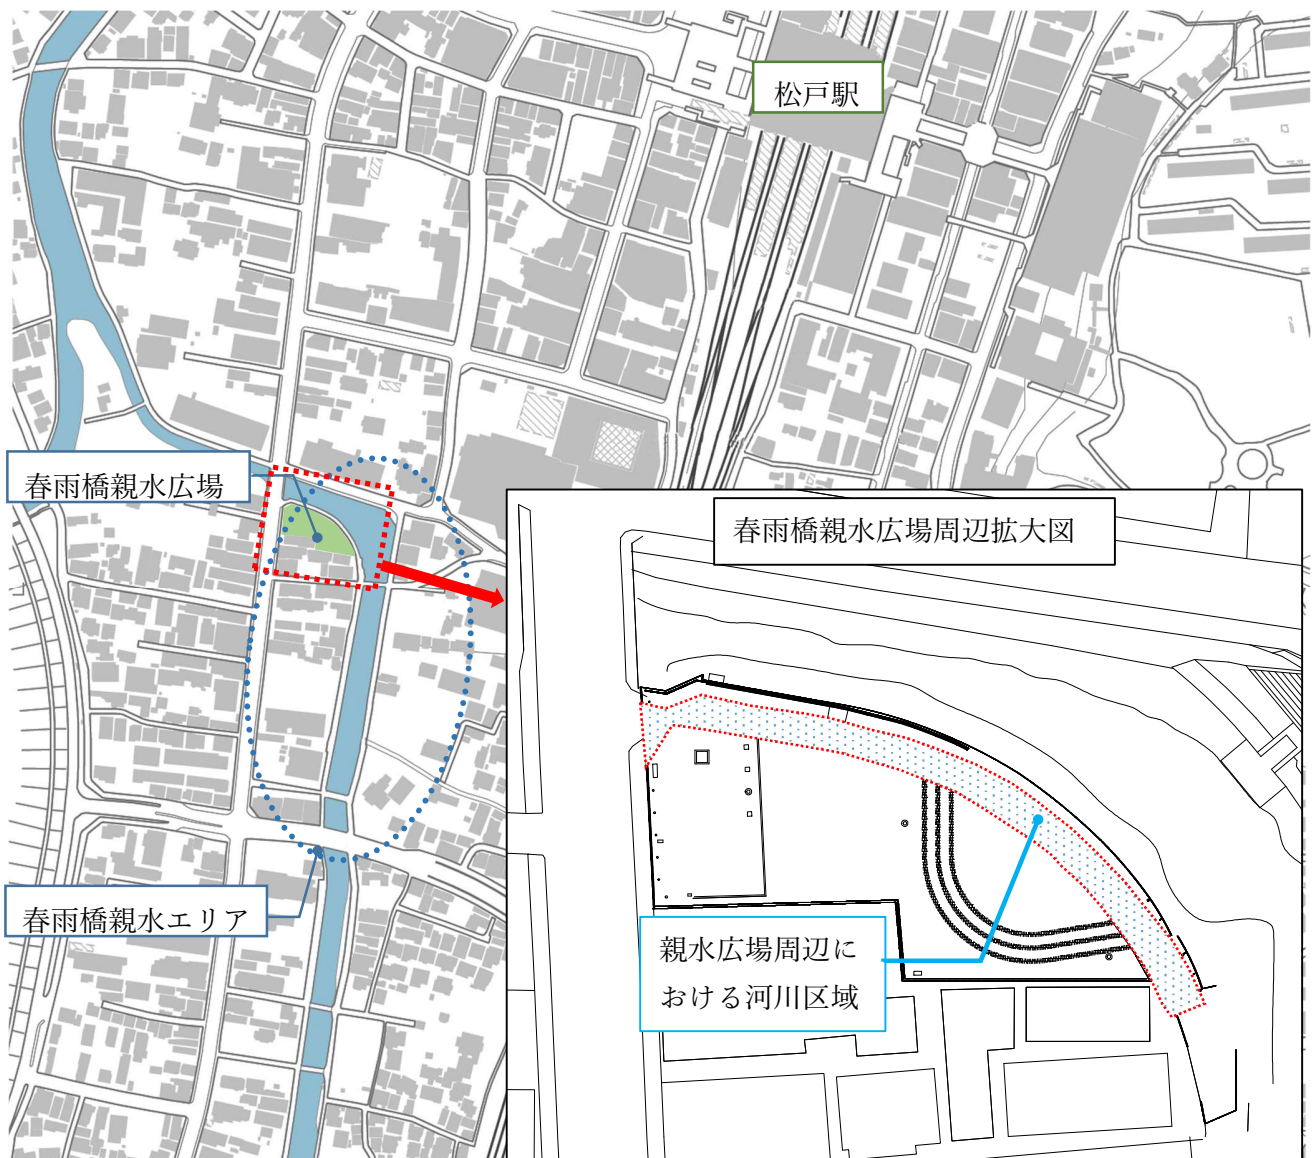 松戸駅
春雨橋親水広場
春雨橋親水広場周辺拡大図
春雨橋親水エリア
親水広場周辺に
おける河川区域